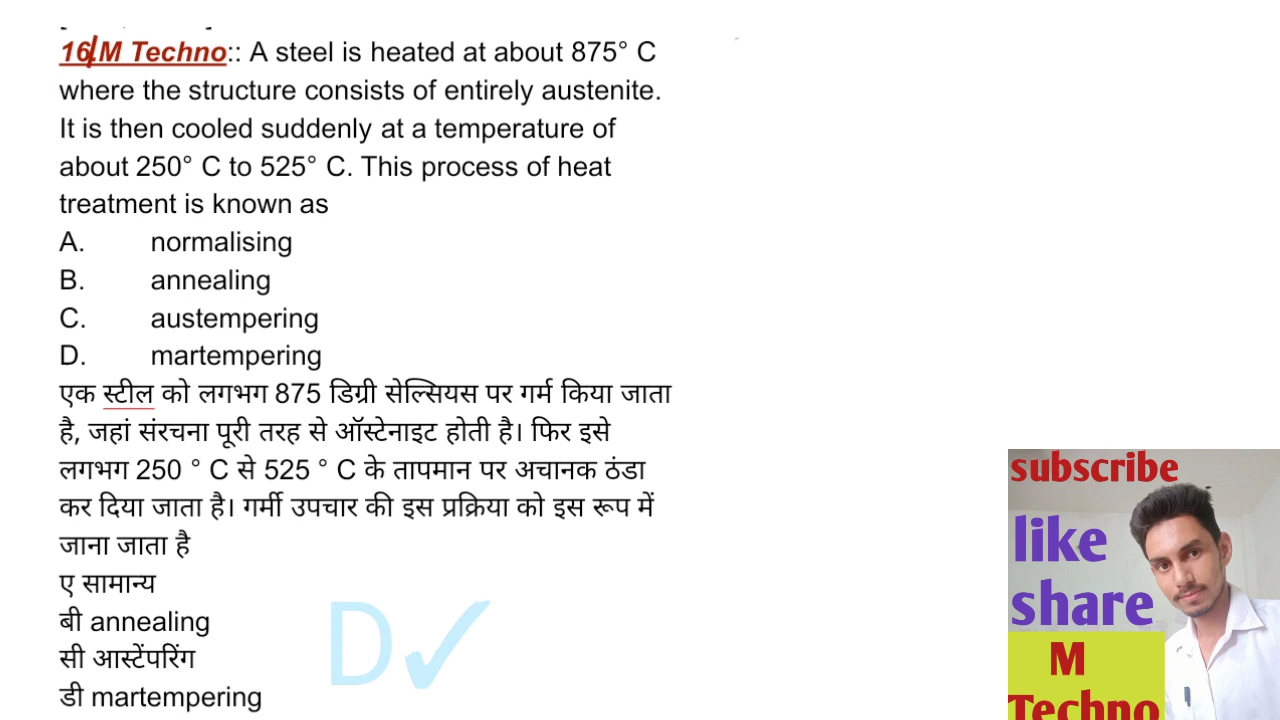 16.M Techno:: A steel is heated at about 875° C
where the structure consists of entirely austenite.
It is then cooled suddenly at a temperature of
about 250° C to 525° C. This process of heat
treatment is known as
A. normalising
B. annealing
C. austempering
D. martempering
एक स्टील को लगभग 875 डिग्री सेल्सियस पर गर्म किया जाता
है, जहां संरचना पूरी तरह से ऑस्टेनाइट होती है। फिर इसे
लगभग 250 ° C से 525 ° C के तापमान पर अचानक ठंडा
कर दिया जाता है। गर्मी उपचार की इस प्रक्रिया को इस रूप में
जाना जाता है
ए सामान्य
बी annealing
सी आस्टेंपरिंग
डी martempering
D✓
subscribe
like
share
M
Techno